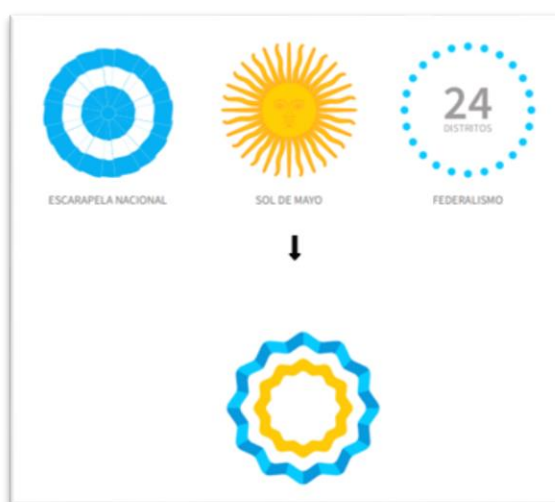 24
DISTRITOS
ESCARAPELA NACIONAL
SOL DE MAYO
FEDERALISMO